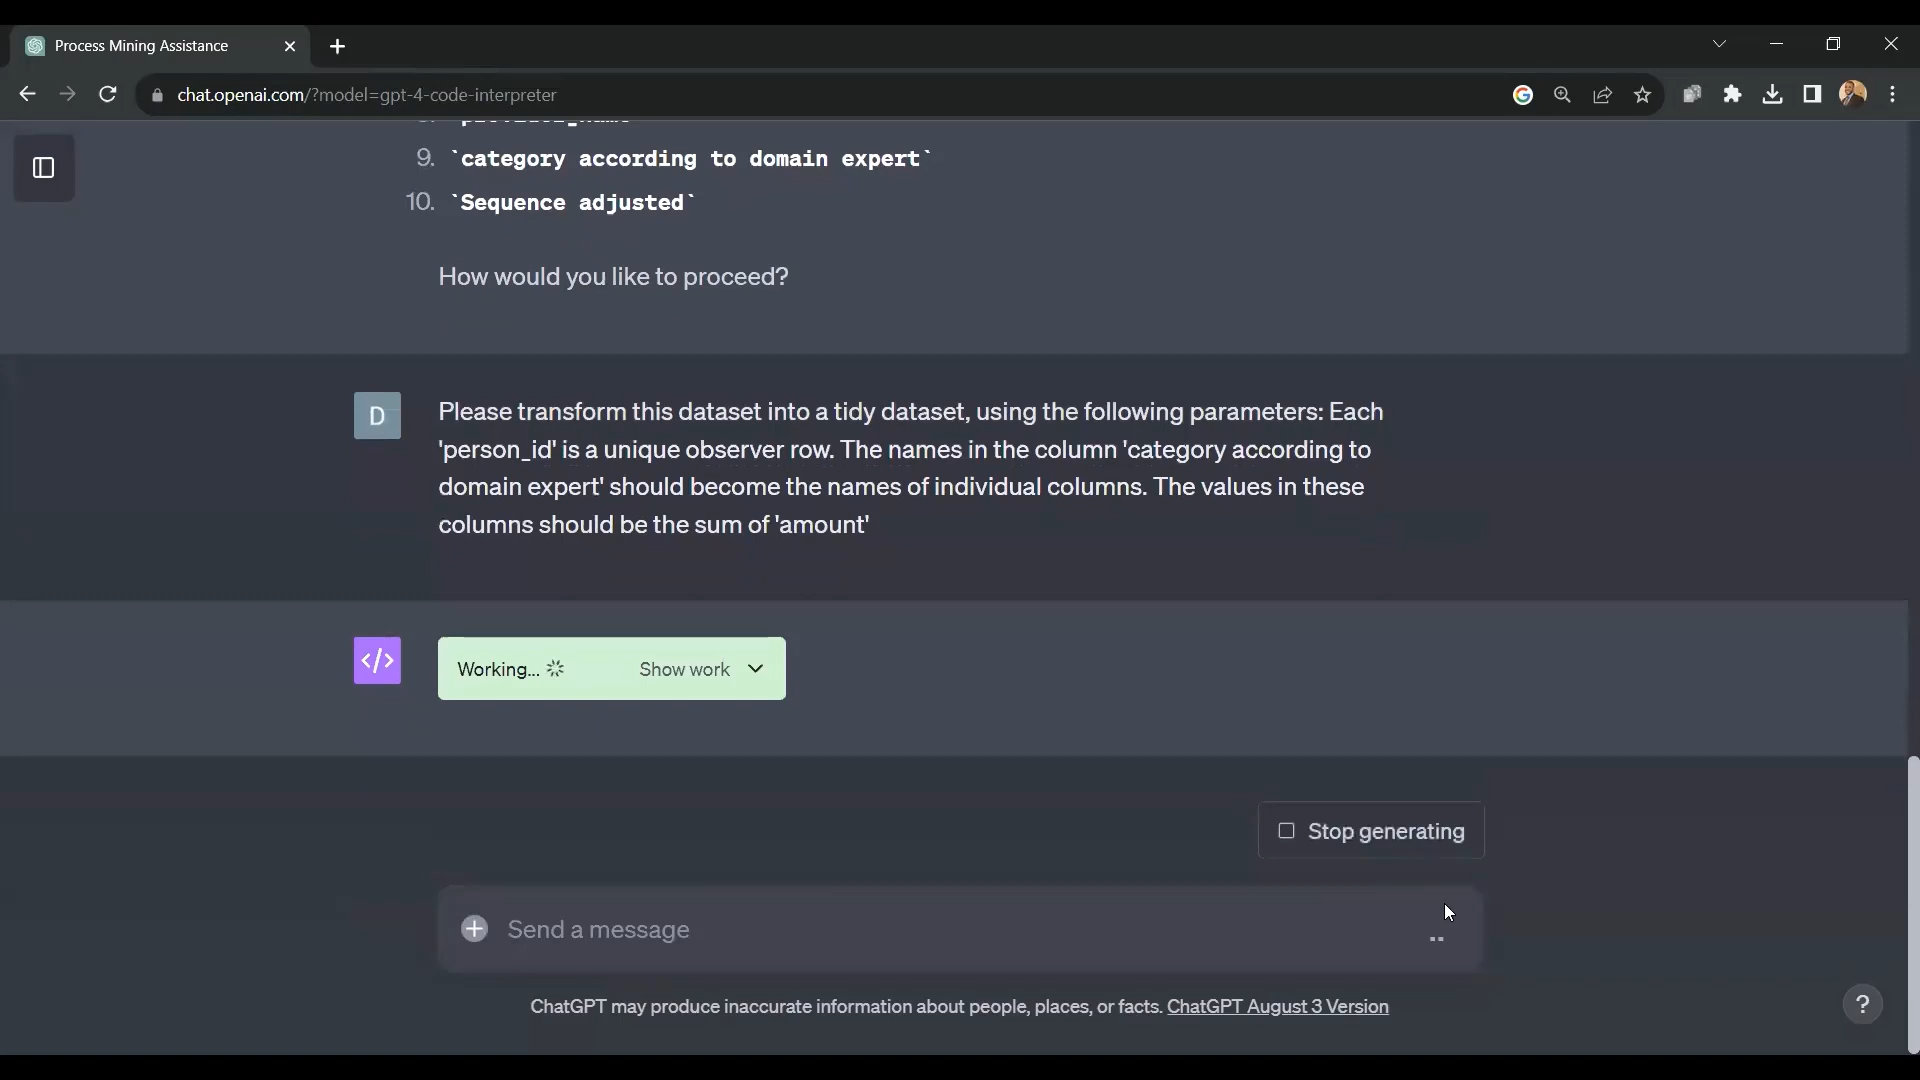 Process Mining Assistance
chat.openai.com/?model=gpt-4-code-interpreter
9. `category according to domain expert`
10. `Sequence adjusted`
How would you like to proceed?
D
Please transform this dataset into a tidy dataset, using the following parameters: Each
'person_id' is a unique observer row. The names in the column 'category according to
domain expert' should become the names of individual columns. The values in these
columns should be the sum of 'amount'
</>
Working... Show work
Stop generating
Send a message
ChatGPT may produce inaccurate information about people, places, or facts. ChatGPT August 3 Version
?